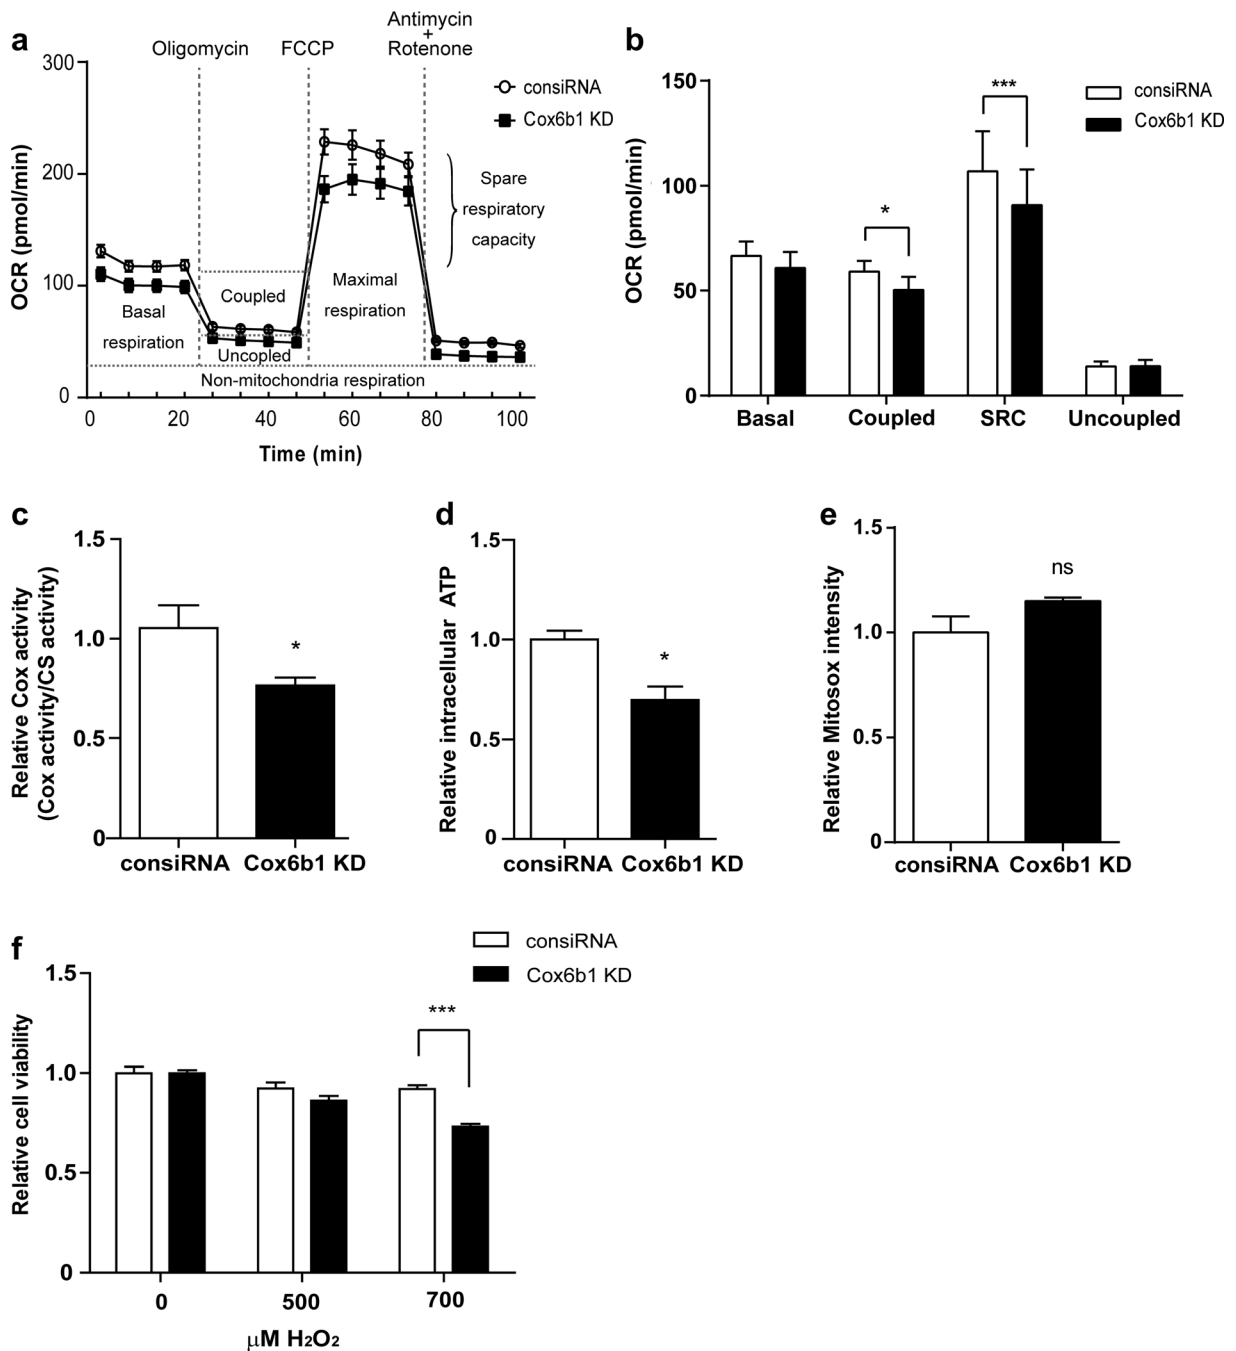 a
Oligomycin
FCCP
Antimycin
+
Rotenone
consiRNA
Cox6b1 KD
OCR (pmol/min)
300
200
100
0
Spare
respiratory
capacity
Coupled
Maximal
respiration
Basal
respiration
Uncopled
Non-mitochondria respiration
0 20 40 60 80 100
Time (min)
b
OCR (pmol/min)
150
100
50
0
***
*
consiRNA
Cox6b1 KD
Basal Coupled SRC Uncoupled
c
Relative Cox activity
(Cox activity/CS activity)
1.5
1.0
0.5
0
*
consiRNA Cox6b1 KD
d
Relative intracellular ATP
1.5
1.0
0.5
0
*
consiRNA Cox6b1 KD
e
Relative Mitosox intensity
1.5
1.0
0.5
0
ns
consiRNA Cox6b1 KD
f
consiRNA
Cox6b1 KD
Relative cell viability
1.5
1.0
0.5
0
***
0 500 700
μM H₂O₂